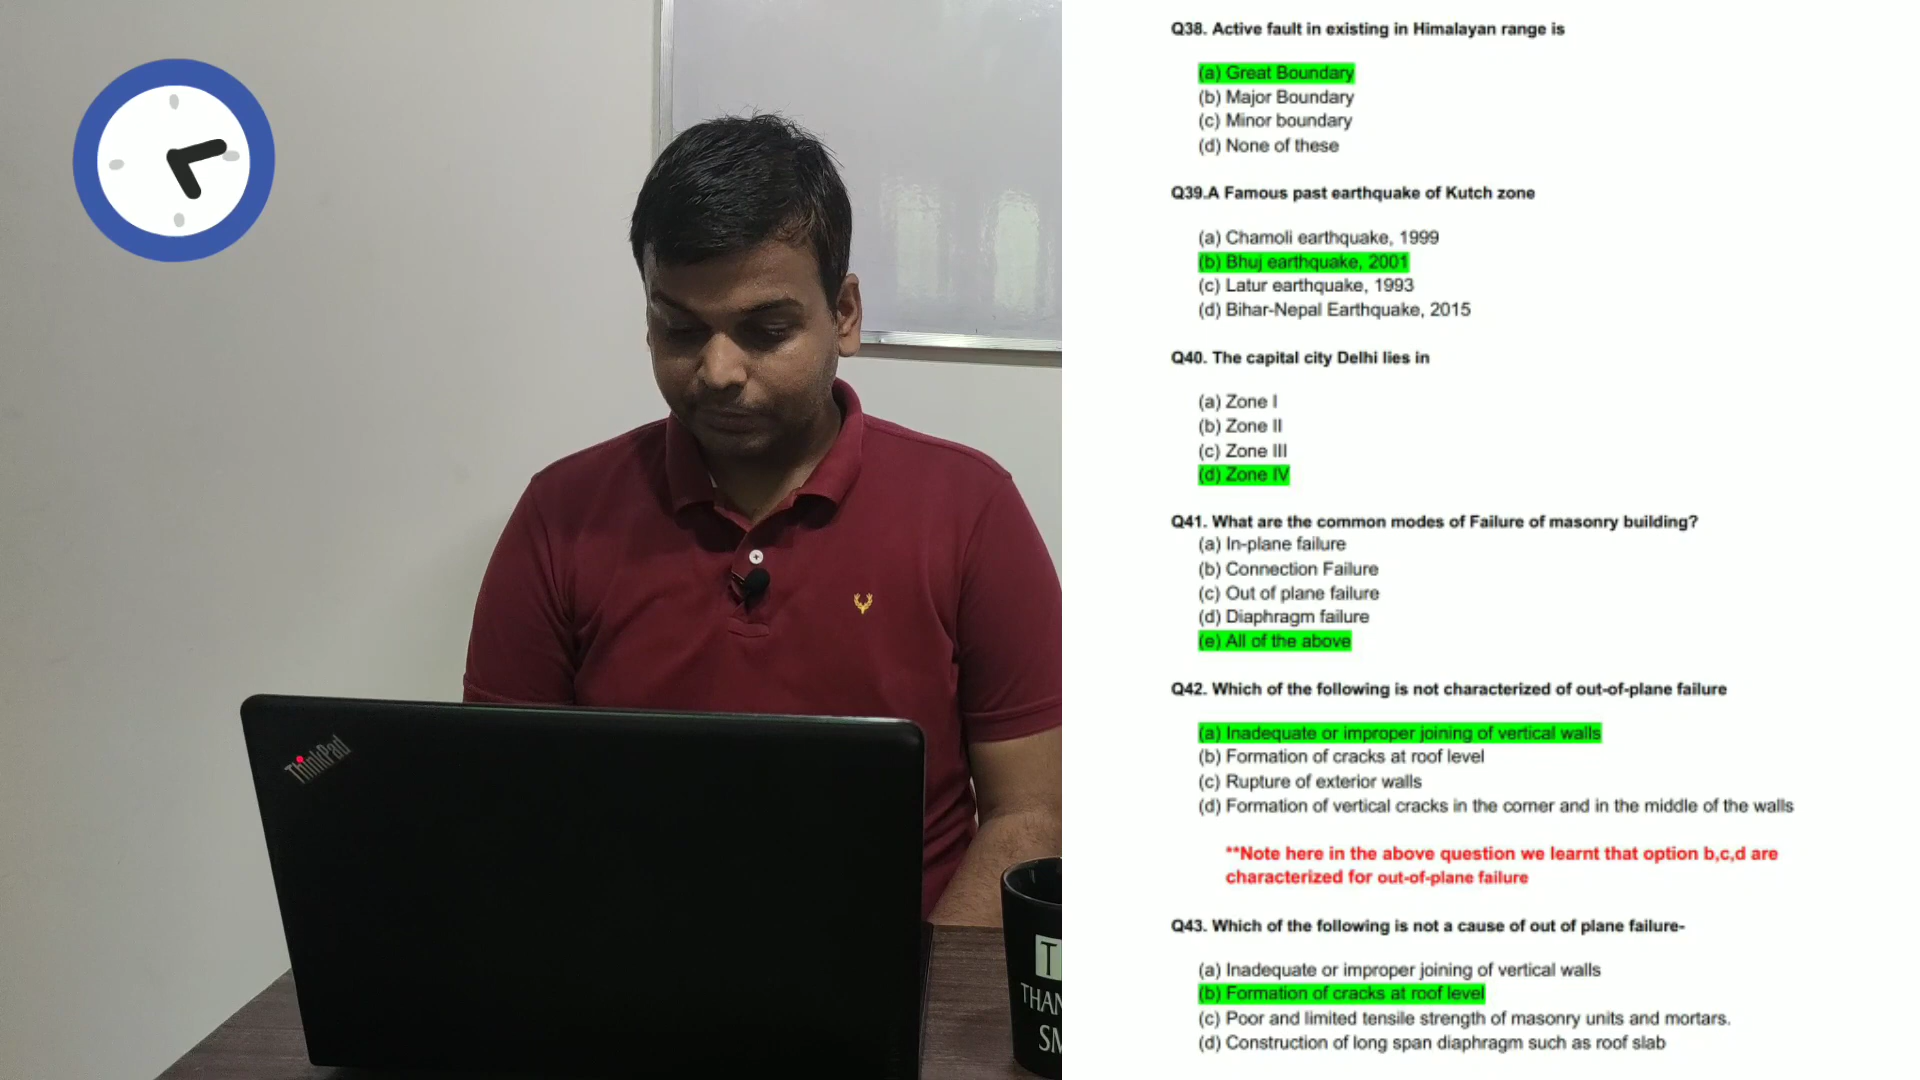 ThinkPad
T
THAN
SM
Q38. Active fault in existing in Himalayan range is
(a) Great Boundary
(b) Major Boundary
(c) Minor boundary
(d) None of these
Q39.A Famous past earthquake of Kutch zone
(a) Chamoli earthquake, 1999
(b) Bhuj earthquake, 2001
(c) Latur earthquake, 1993
(d) Bihar-Nepal Earthquake, 2015
Q40. The capital city Delhi lies in
(a) Zone I
(b) Zone II
(c) Zone III
(d) Zone IV
Q41. What are the common modes of Failure of masonry building?
(a) In-plane failure
(b) Connection Failure
(c) Out of plane failure
(d) Diaphragm failure
(e) All of the above
Q42. Which of the following is not characterized of out-of-plane failure
(a) Inadequate or improper joining of vertical walls
(b) Formation of cracks at roof level
(c) Rupture of exterior walls
(d) Formation of vertical cracks in the corner and in the middle of the walls
**Note here in the above question we learnt that option b,c,d are
characterized for out-of-plane failure
Q43. Which of the following is not a cause of out of plane failure-
(a) Inadequate or improper joining of vertical walls
(b) Formation of cracks at roof level
(c) Poor and limited tensile strength of masonry units and mortars.
(d) Construction of long span diaphragm such as roof slab